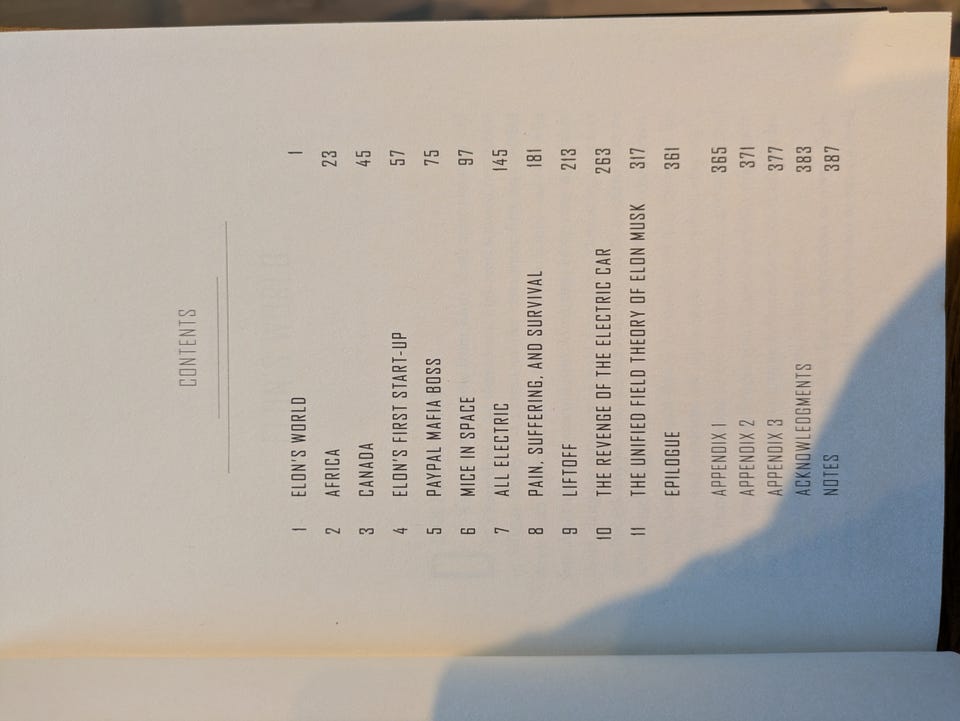 CONTENTS
1 ELON'S WORLD 1
2 AFRICA 23
3 CANADA 45
4 ELON'S FIRST START-UP 57
5 PAYPAL MAFIA BOSS 75
6 MICE IN SPACE 97
7 ALL ELECTRIC 145
8 PAIN, SUFFERING, AND SURVIVAL 181
9 LIFTOFF 213
10 THE REVENGE OF THE ELECTRIC CAR 263
11 THE UNIFIED FIELD THEORY OF ELON MUSK 317
EPILOGUE 361
APPENDIX 1 365
APPENDIX 2 371
APPENDIX 3 377
ACKNOWLEDGMENTS 383
NOTES 387